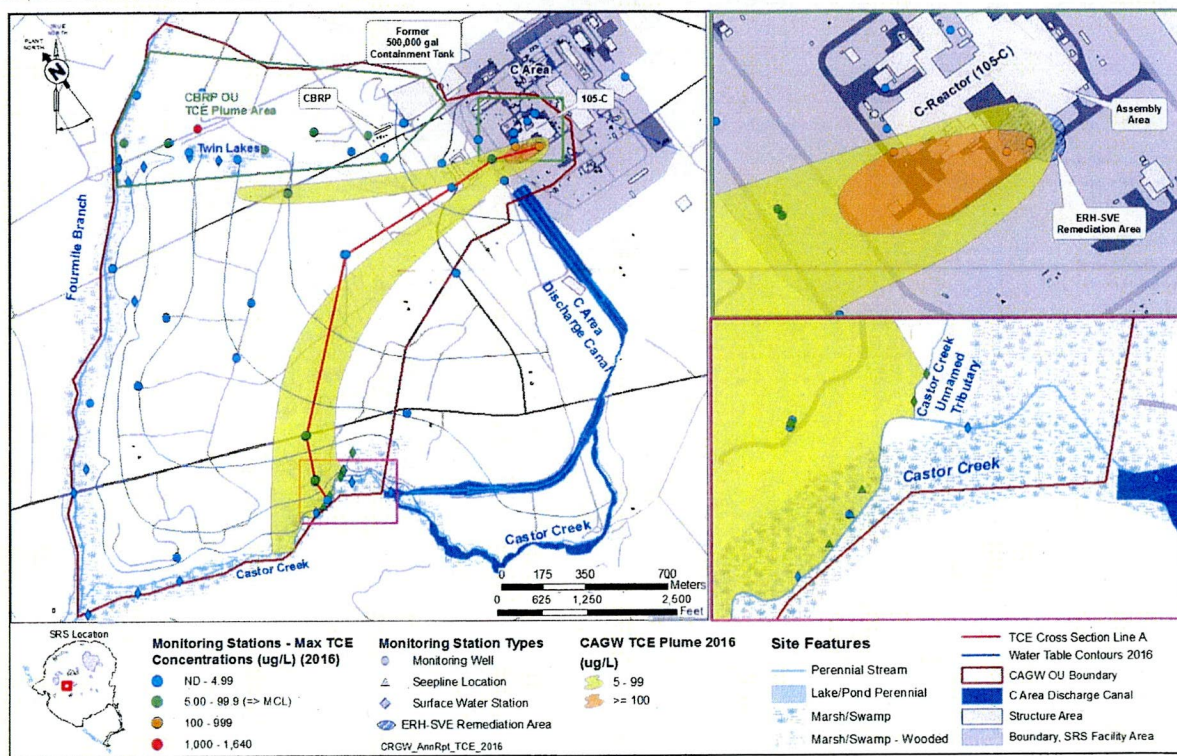 TRUE
NORTH
PLANT
NORTH
N
Former
500,000 gal
Containment Tank
C Area
CBRP OU
TCE Plume Area
CBRP
105-C
Twin Lakes
Fourmile Branch
C Area
Discharge Canal
Castor Creek
Castor Creek
0 175 350 700
Meters
0 625 1,250 2,500
Feet
C-Reactor (105-C)
Assembly
Area
ERH-SVE
Remediation Area
Castor Creek
Unnamed
Tributary
Castor Creek
SRS Location
Monitoring Stations - Max TCE
Concentrations (ug/L) (2016)
ND - 4.99
5.00 - 99.9 (=> MCL)
100 - 999
1,000 - 1,640
Monitoring Station Types
Monitoring Well
Seepline Location
Surface Water Station
ERH-SVE Remediation Area
CRGW_AnnRpt_TCE_2016
CAGW TCE Plume 2016
(ug/L)
5 - 99
>= 100
Site Features
Perennial Stream
Lake/Pond Perennial
Marsh/Swamp
Marsh/Swamp - Wooded
TCE Cross Section Line A
Water Table Contours 2016
CAGW OU Boundary
C Area Discharge Canal
Structure Area
Boundary, SRS Facility Area